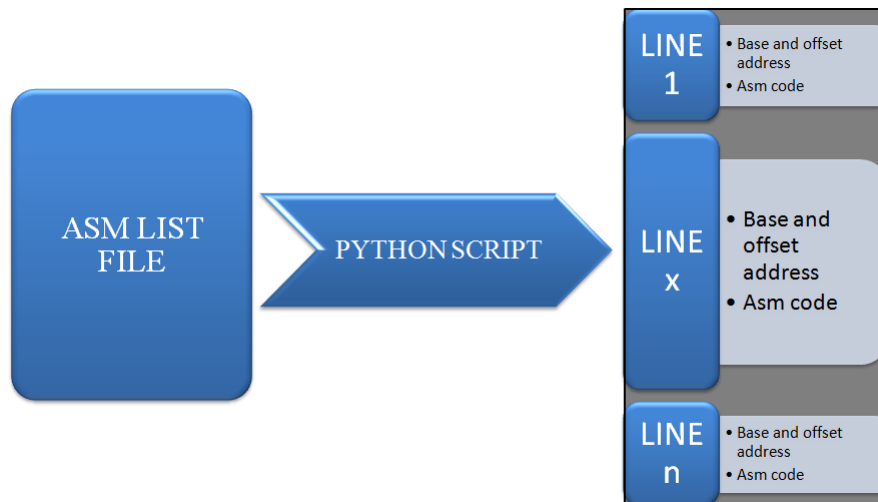 ASM LIST
FILE
PYTHON SCRIPT
LINE
1
• Base and offset
address
• Asm code
LINE
x
• Base and
offset
address
• Asm code
LINE
n
• Base and offset
address
• Asm code